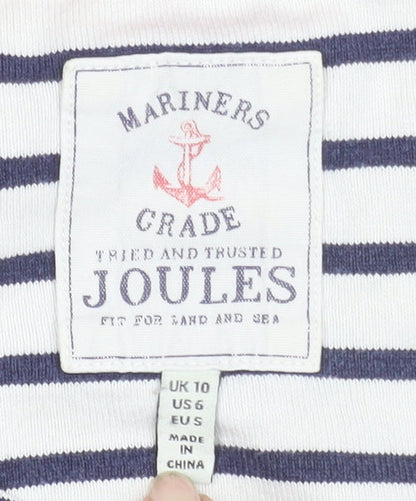 MARINERS
GRADE
TRIED AND TRUSTED
JOULES
FIT FOR LAND AND SEA
UK 10
US 6
EU S
MADE
IN
CHINA